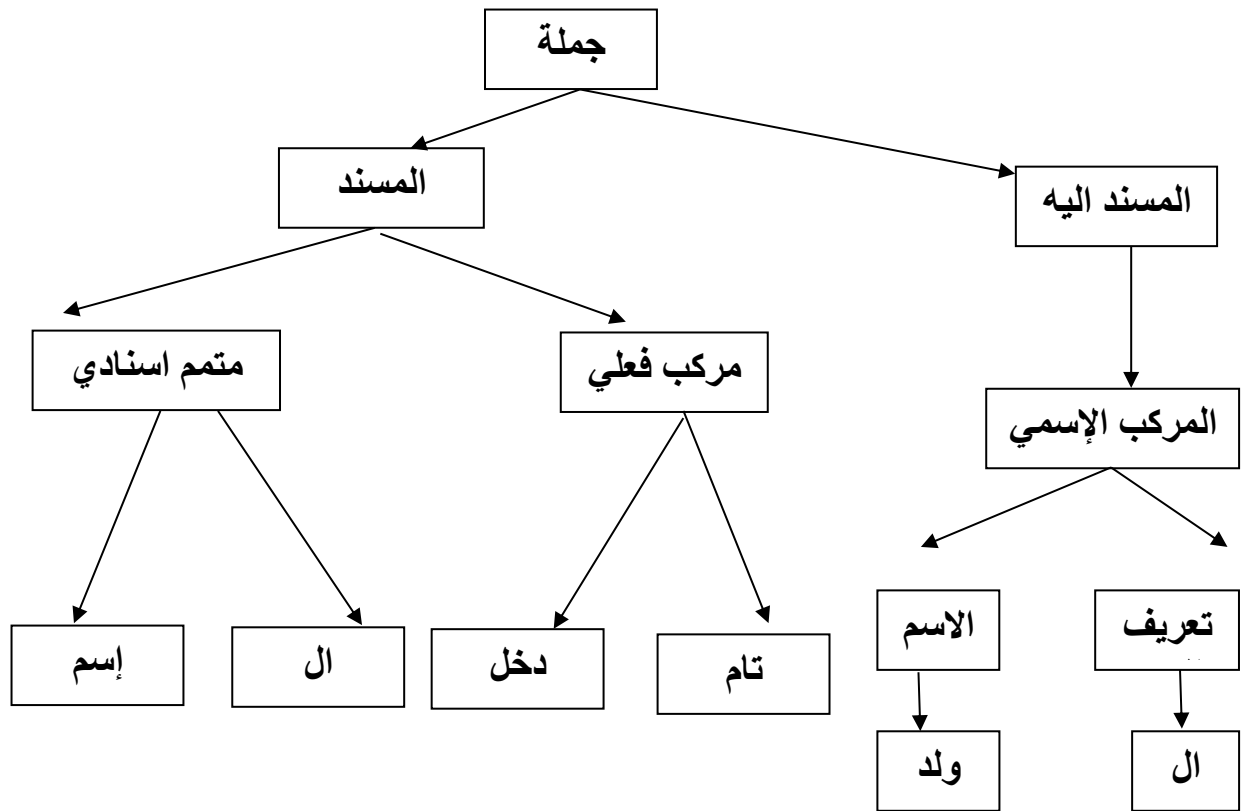 جملة
المسند اليه
المسند
المركب الإسمي
مركب فعلي
متمم اسنادي
تعريف
الاسم
تام
دخل
ال
إسم
ال
ولد